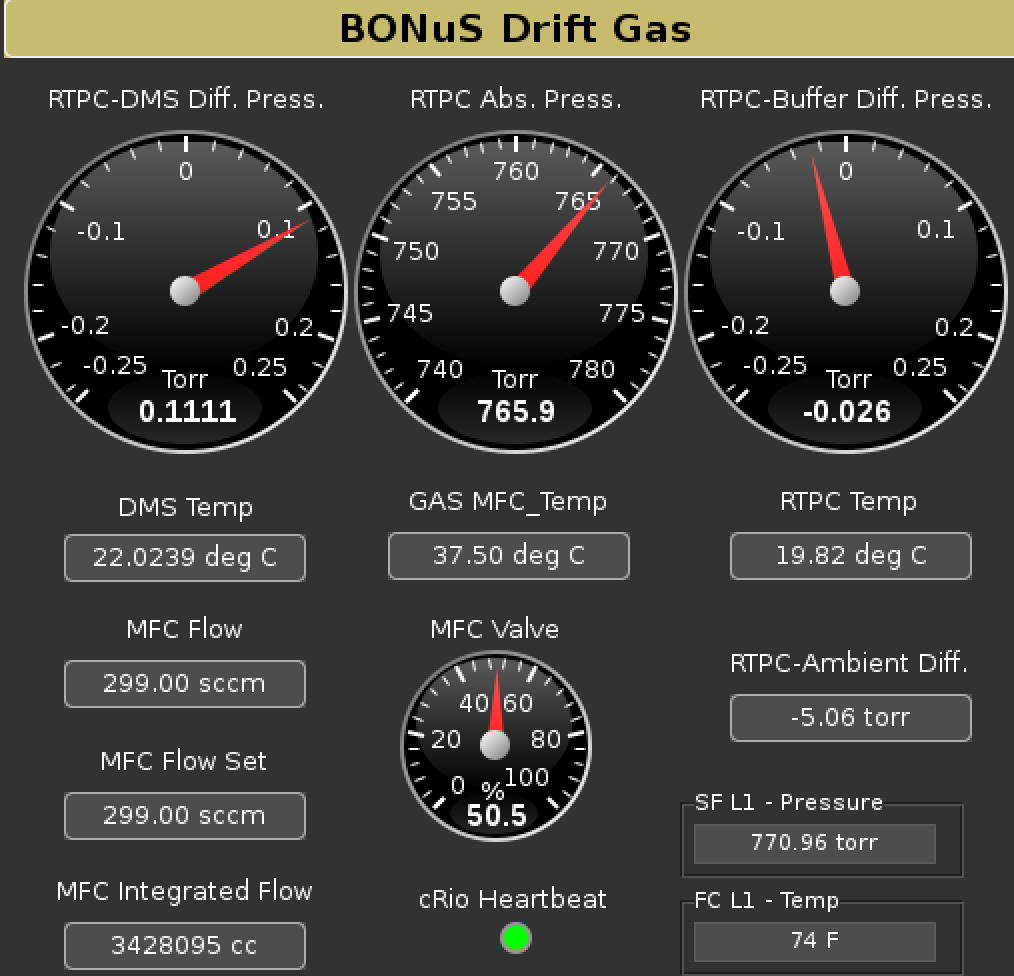 BONuS Drift Gas
RTPC-DMS Diff. Press.
0
-0.1
0.1
-0.2
0.2
-0.25
0.25
Torr
0.1111
RTPC Abs. Press.
760
755
765
750
770
745
775
740
780
Torr
765.9
RTPC-Buffer Diff. Press.
0
-0.1
0.1
-0.2
0.2
-0.25
0.25
Torr
-0.026
DMS Temp
22.0239 deg C
GAS MFC_Temp
37.50 deg C
RTPC Temp
19.82 deg C
MFC Flow
299.00 sccm
MFC Valve
40 60
20 80
0 100
%
50.5
RTPC-Ambient Diff.
-5.06 torr
MFC Flow Set
299.00 sccm
SF L1 - Pressure
770.96 torr
MFC Integrated Flow
3428095 cc
cRio Heartbeat
FC L1 - Temp
74 F